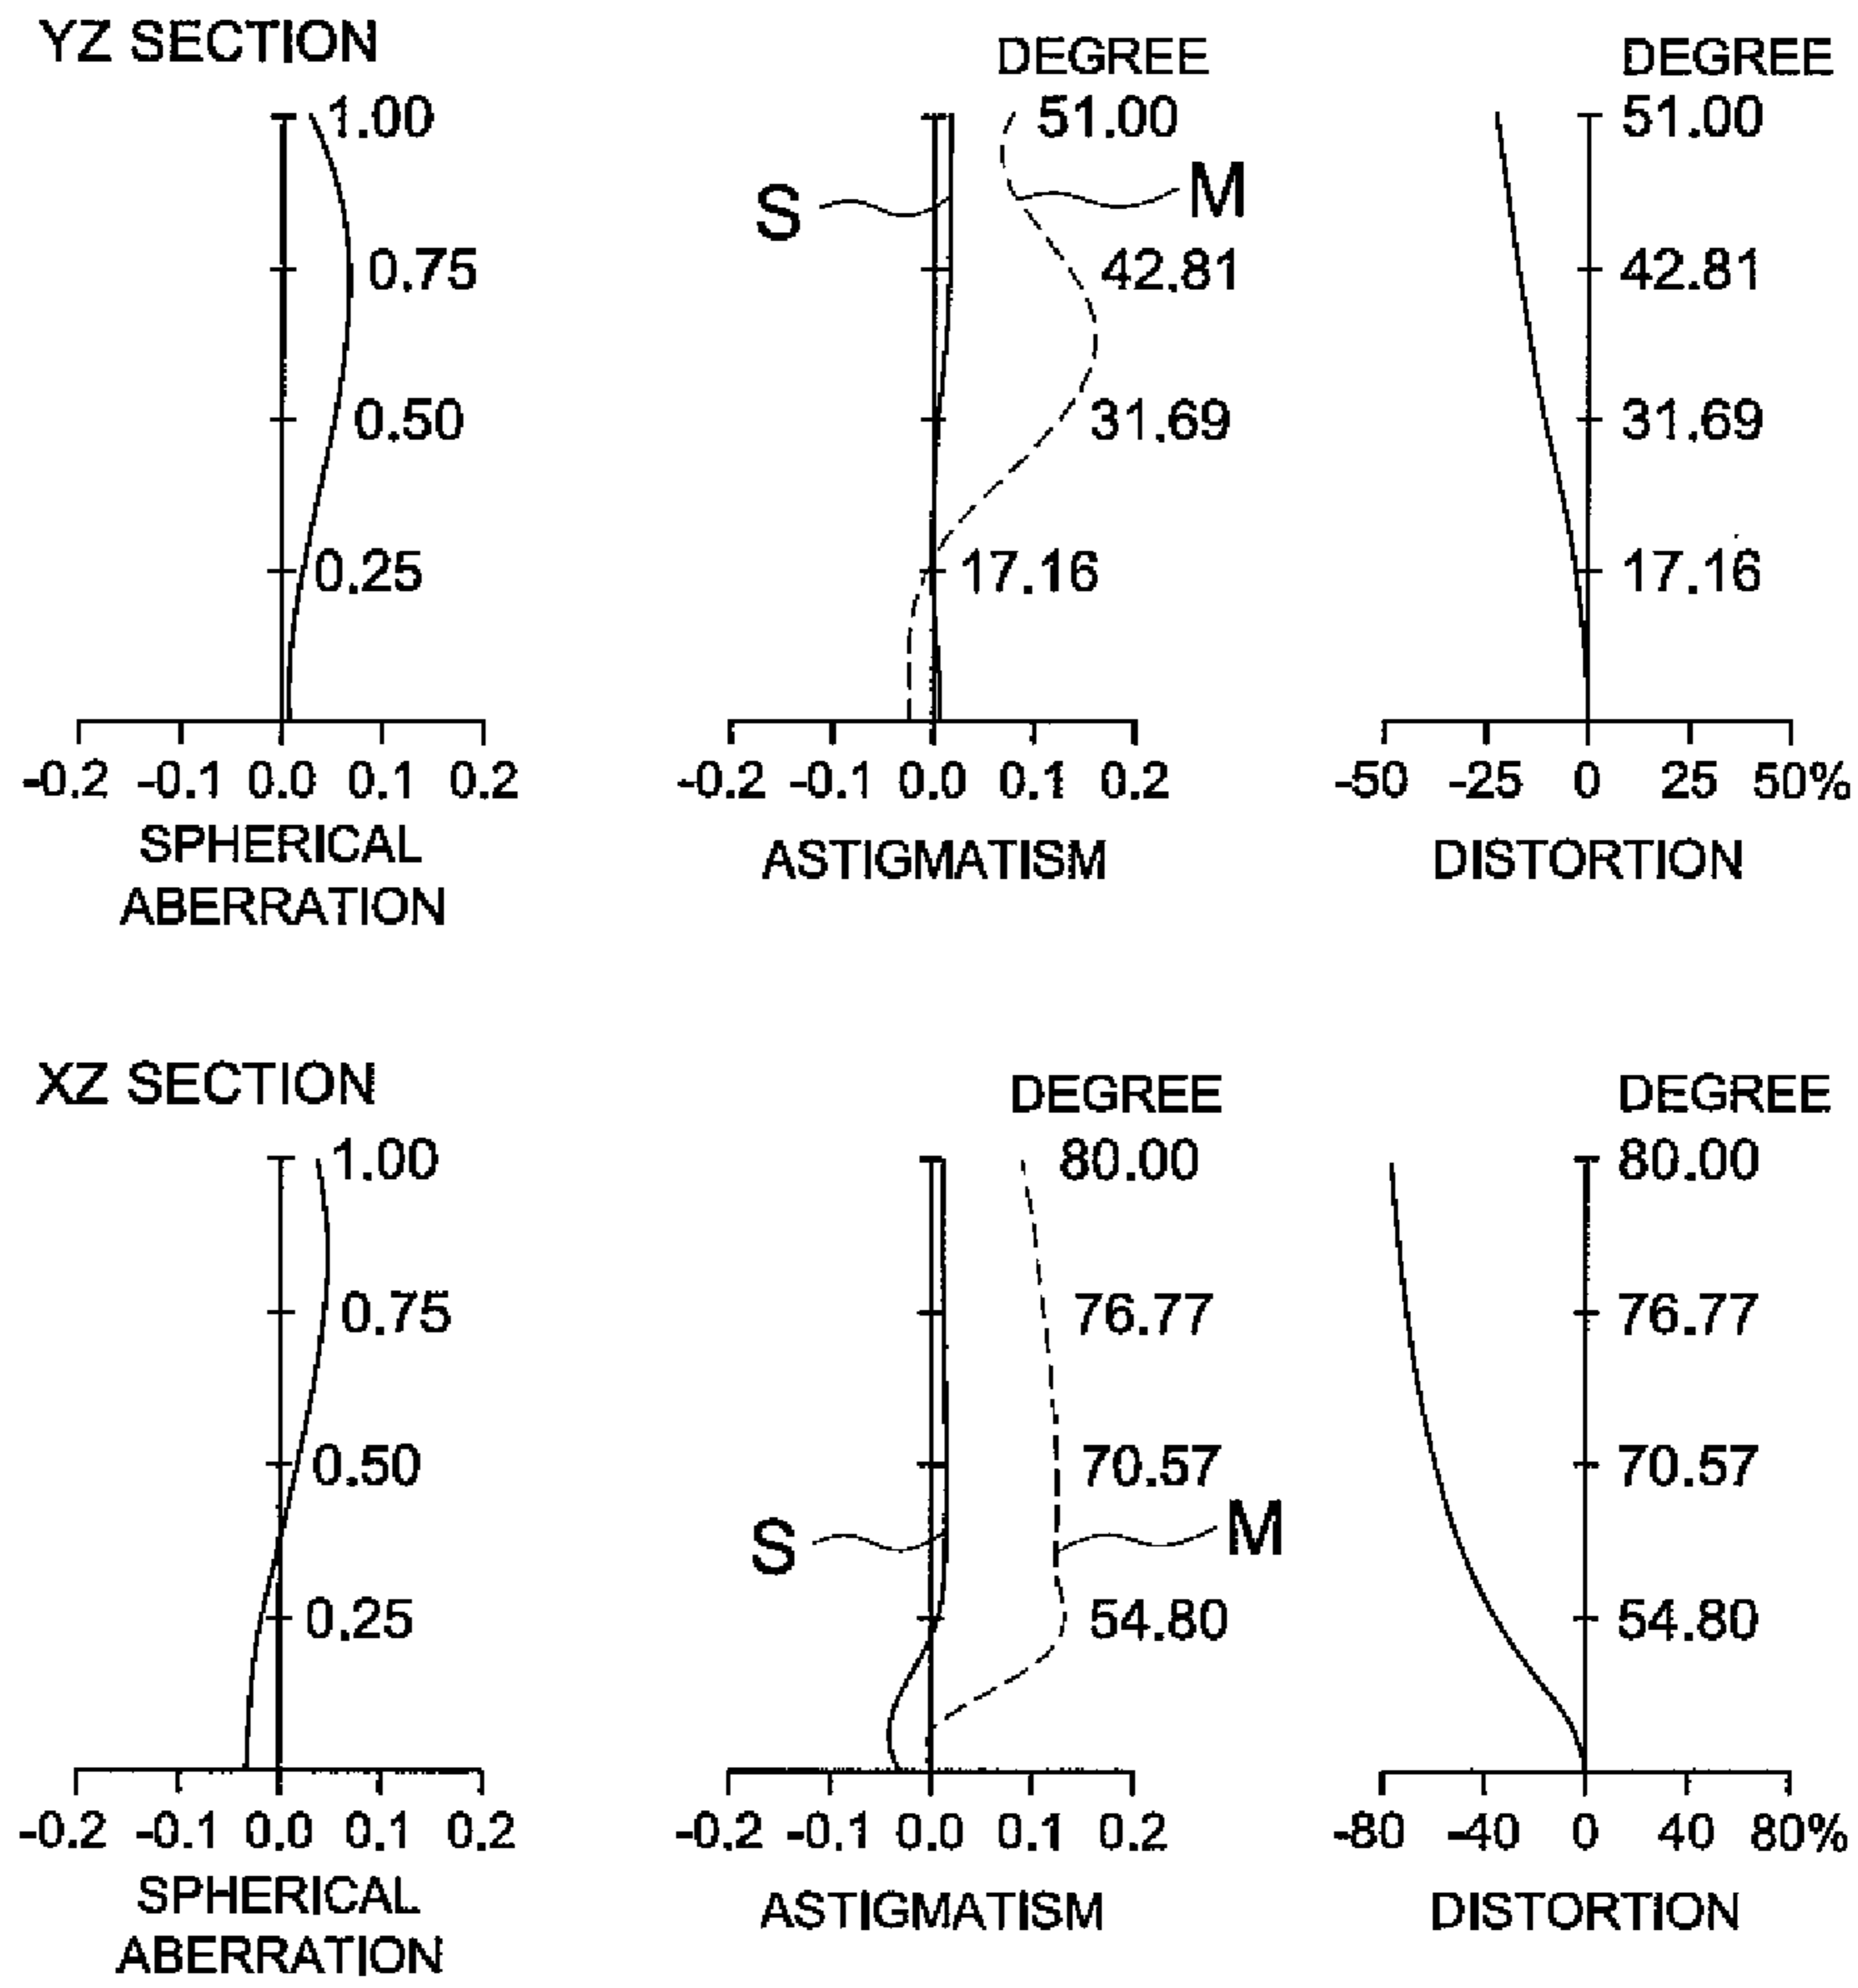 YZ SECTION
1.00
0.75
0.50
0.25
-0.2 -0.1 0.0 0.1 0.2
SPHERICAL
ABERRATION
DEGREE
51.00
S
M
42.81
31.69
17.16
-0.2 -0.1 0.0 0.1 0.2
ASTIGMATISM
DEGREE
51.00
42.81
31.69
17.16
-50 -25 0 25 50%
DISTORTION
XZ SECTION
1.00
0.75
0.50
0.25
-0.2 -0.1 0.0 0.1 0.2
SPHERICAL
ABERRATION
DEGREE
80.00
76.77
70.57
S
M
54.80
-0.2 -0.1 0.0 0.1 0.2
ASTIGMATISM
DEGREE
80.00
76.77
70.57
54.80
-80 -40 0 40 80%
DISTORTION